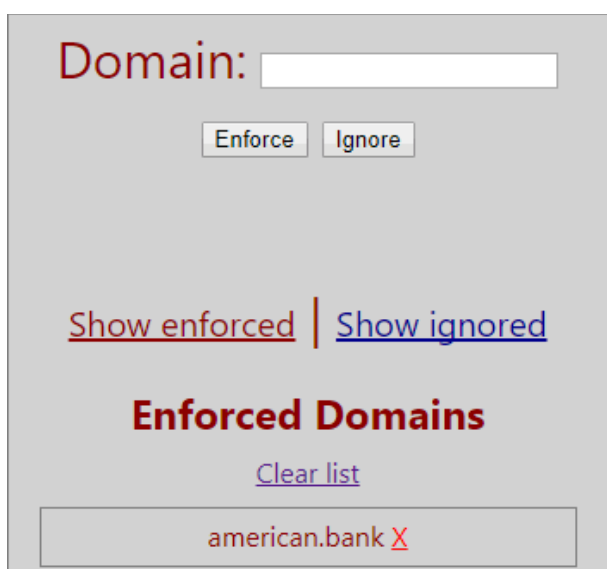 Domain:
Enforce Ignore
Show enforced | Show ignored
Enforced Domains
Clear list
american.bank X